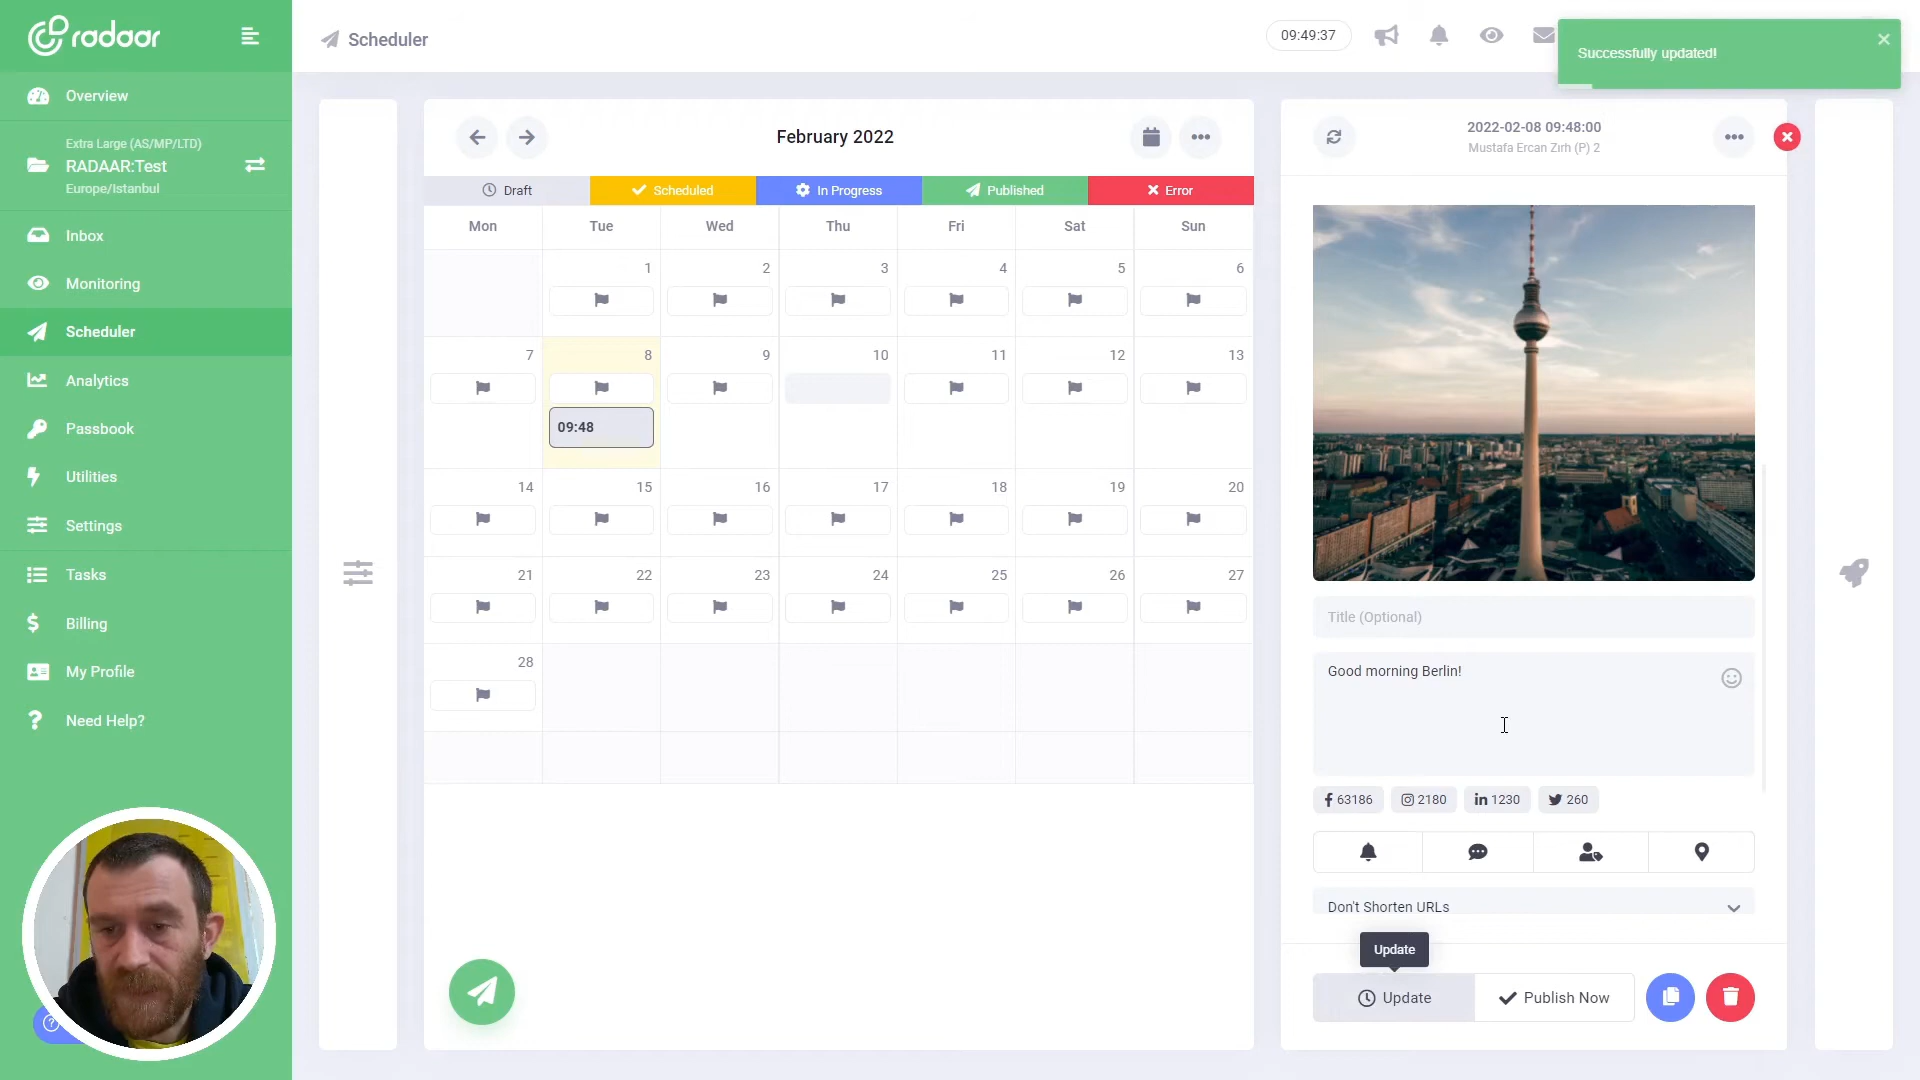 radaar
Scheduler
09:49:37
Successfully updated!
Overview
Extra Large (AS/MP/LTD)
RADAAR:Test
Europe/Istanbul
Inbox
Monitoring
Scheduler
Analytics
Passbook
Utilities
Settings
Tasks
Billing
My Profile
Need Help?
February 2022
Draft
Scheduled
In Progress
Published
Error
Mon Tue Wed Thu Fri Sat Sun
1 2 3 4 5 6
7 8 9 10 11 12 13
09:48
14 15 16 17 18 19 20
21 22 23 24 25 26 27
28
2022-02-08 09:48:00
Mustafa Ercan Zırh (P) 2
Title (Optional)
Good morning Berlin!
63186 2180 1230 260
Don't Shorten URLs
Update
Update
Publish Now